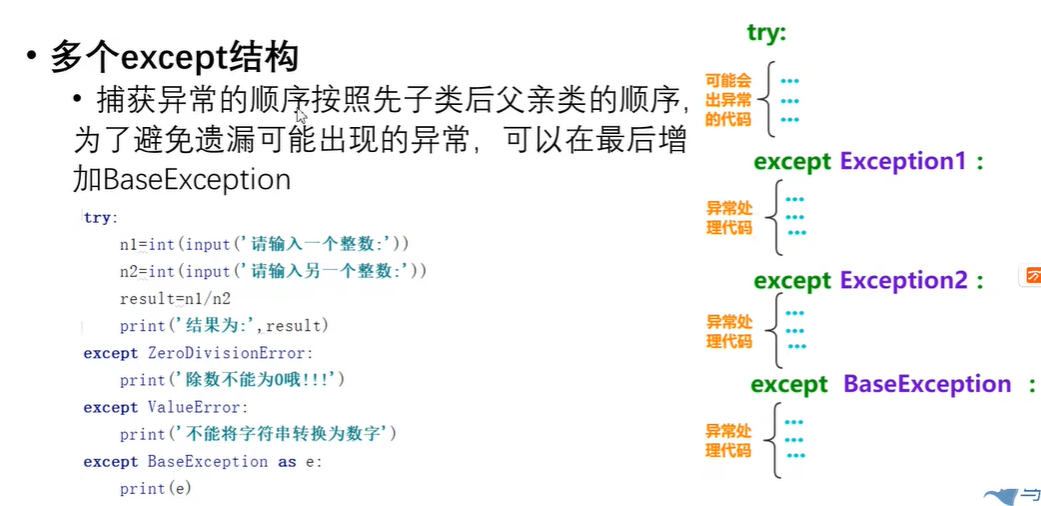 • 多个except结构
• 捕获异常的顺序按照先子类后父亲类的顺序,
为了避免遗漏可能出现的异常，可以在最后增
加BaseException
try:
    n1=int(input('请输入一个整数:'))
    n2=int(input('请输入另一个整数:'))
    result=n1/n2
    print('结果为:',result)
except ZeroDivisionError:
    print('除数不能为0哦!!!')
except ValueError:
    print('不能将字符串转换为数字')
except BaseException as e:
    print(e)
try:
可能会
出异常
的代码
...
...
...
except Exception1 :
异常处
理代码
...
...
...
except Exception2 :
异常处
理代码
...
...
...
except BaseException :
异常处
理代码
...
...
...